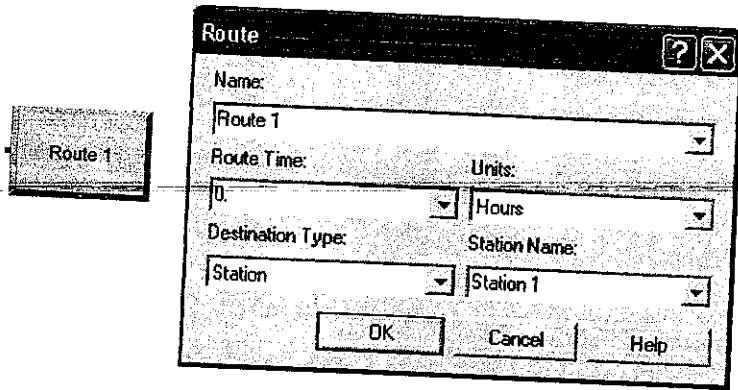 Route
Name:
Route 1
Route 1
Route Time:
Units:
0.
Hours
Destination Type:
Station Name:
Station
Station 1
OK
Cancel
Help